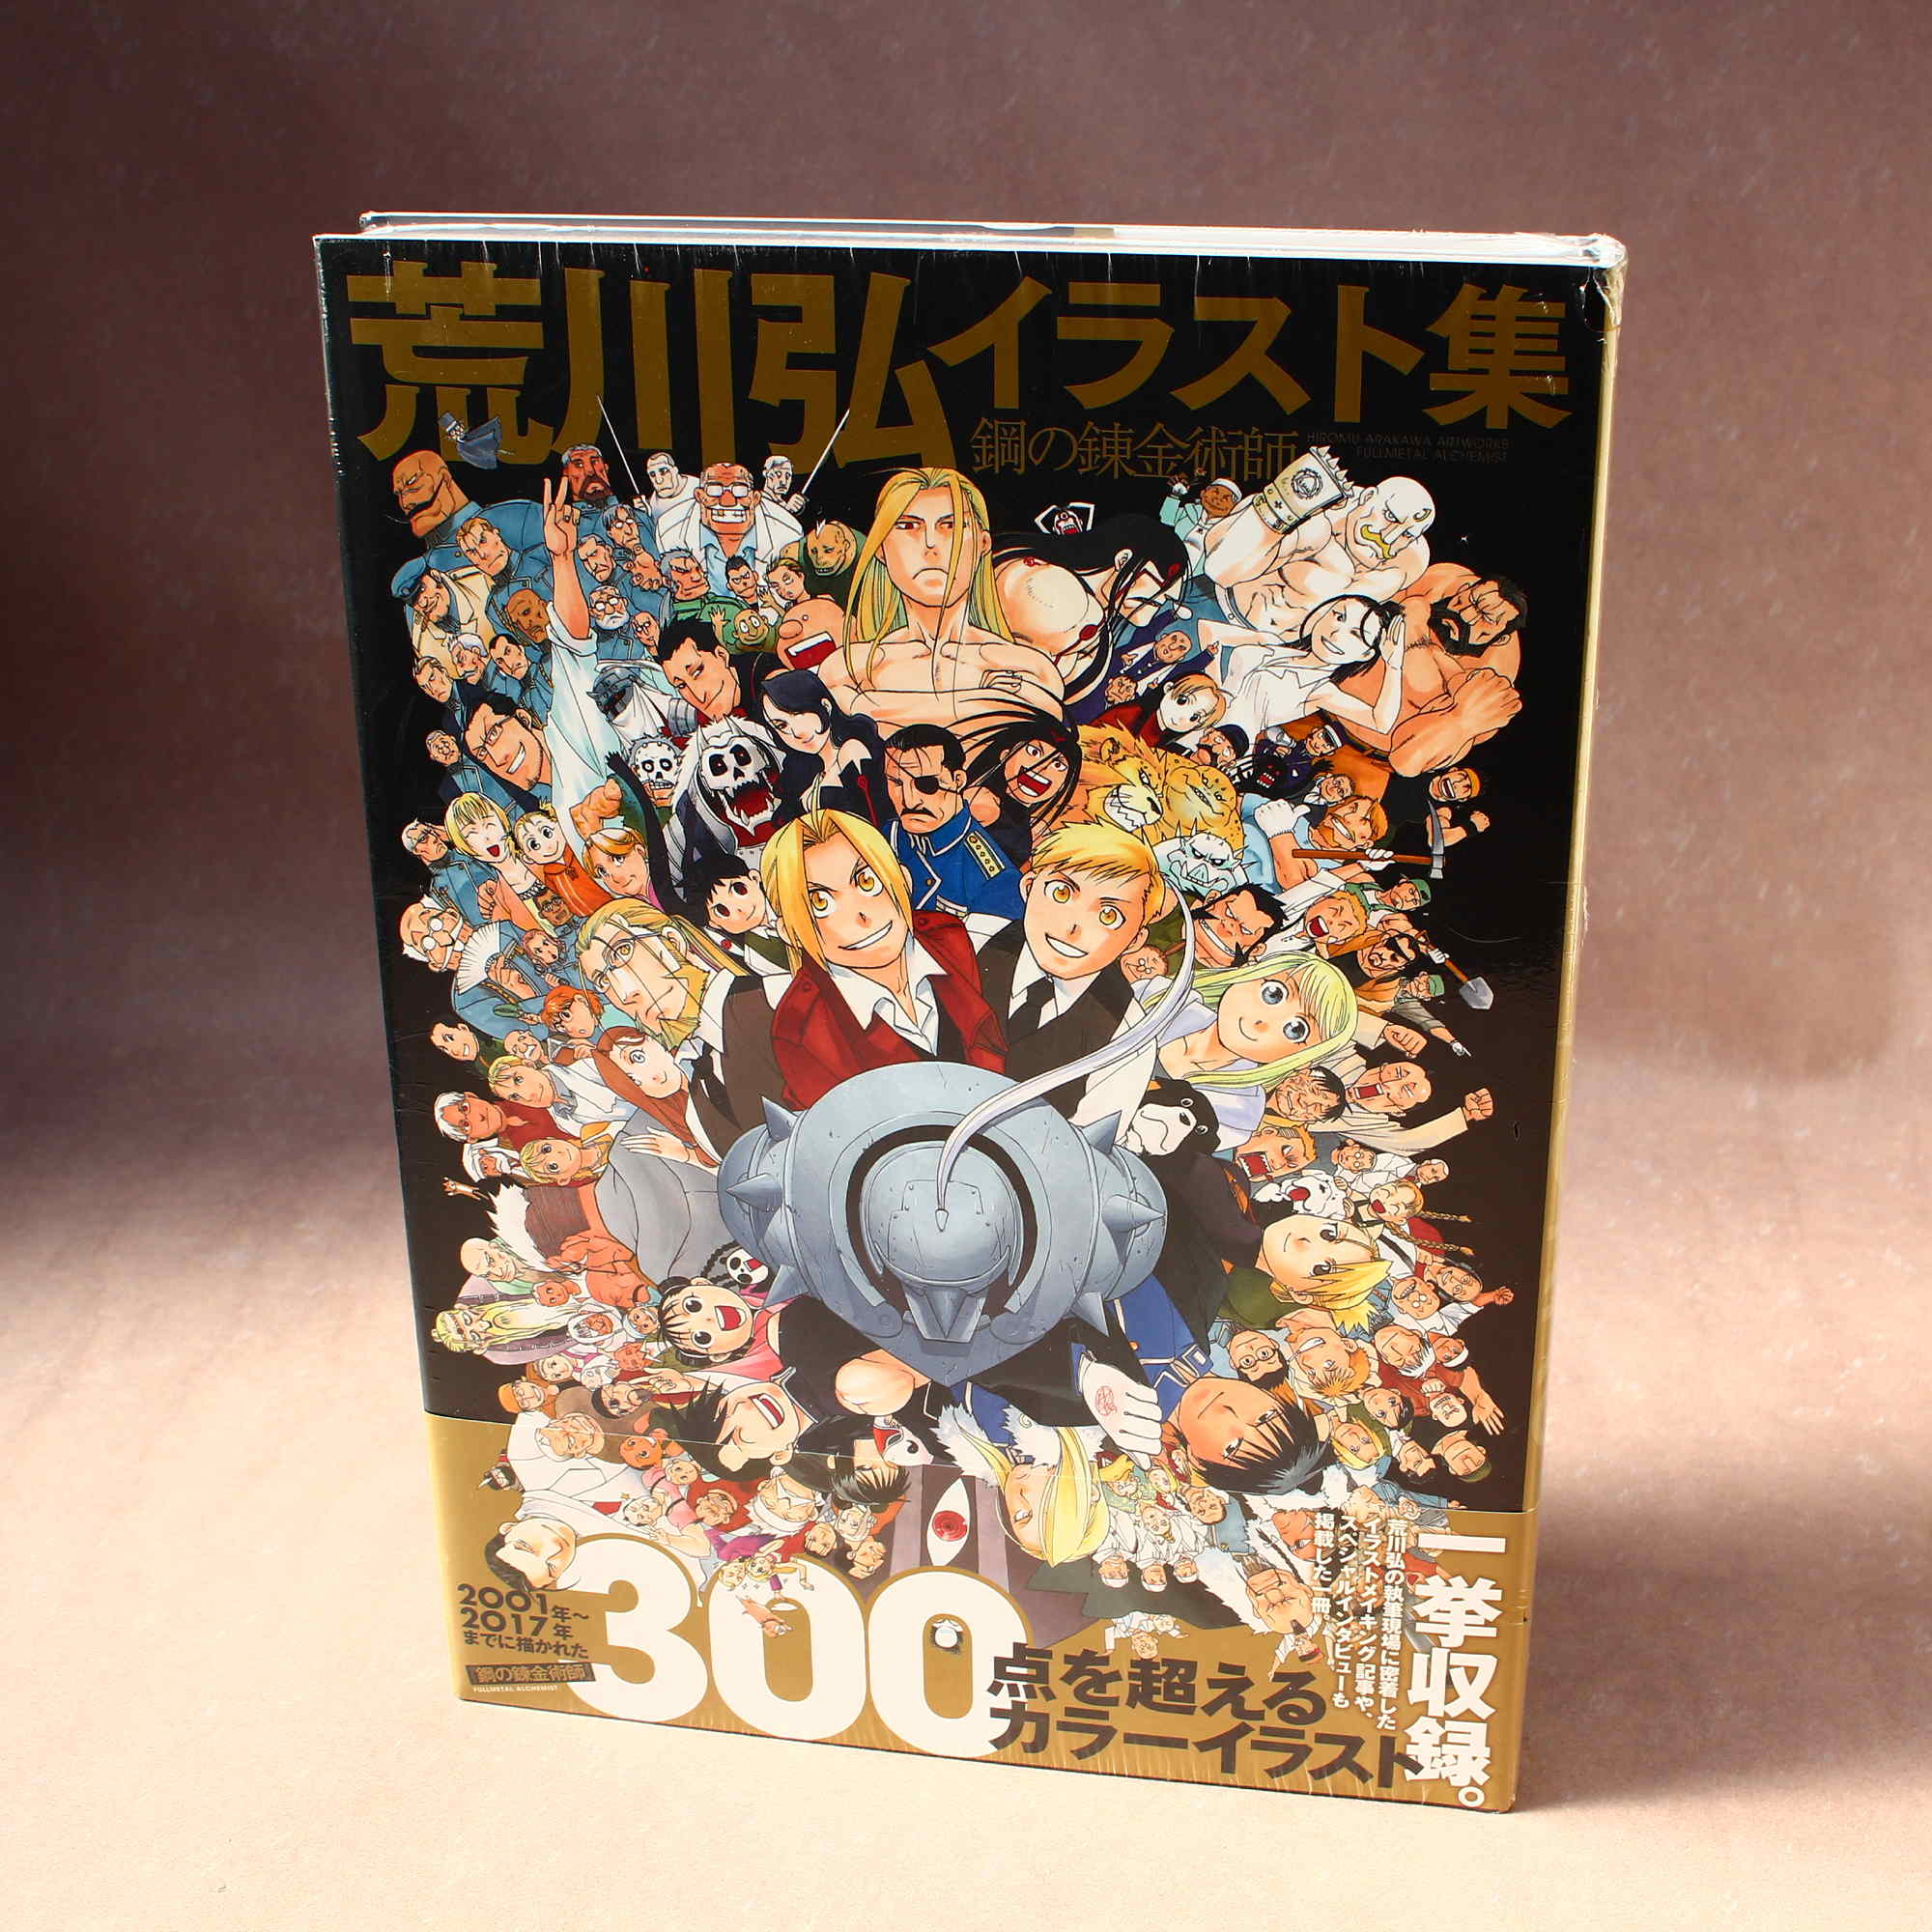 荒川弘イラスト集
鋼の錬金術師
HIROMU ARAKAWA ARTWORKS
FULLMETAL ALCHEMIST
2001年～
2017年
までに描かれた
『鋼の錬金術師』
FULLMETAL ALCHEMIST
300
点を超える
カラーイラスト
一挙収録。
荒川弘の執筆現場に密着した
イラストメイキング記事や、
スペシャルインタビューも
掲載した一冊!